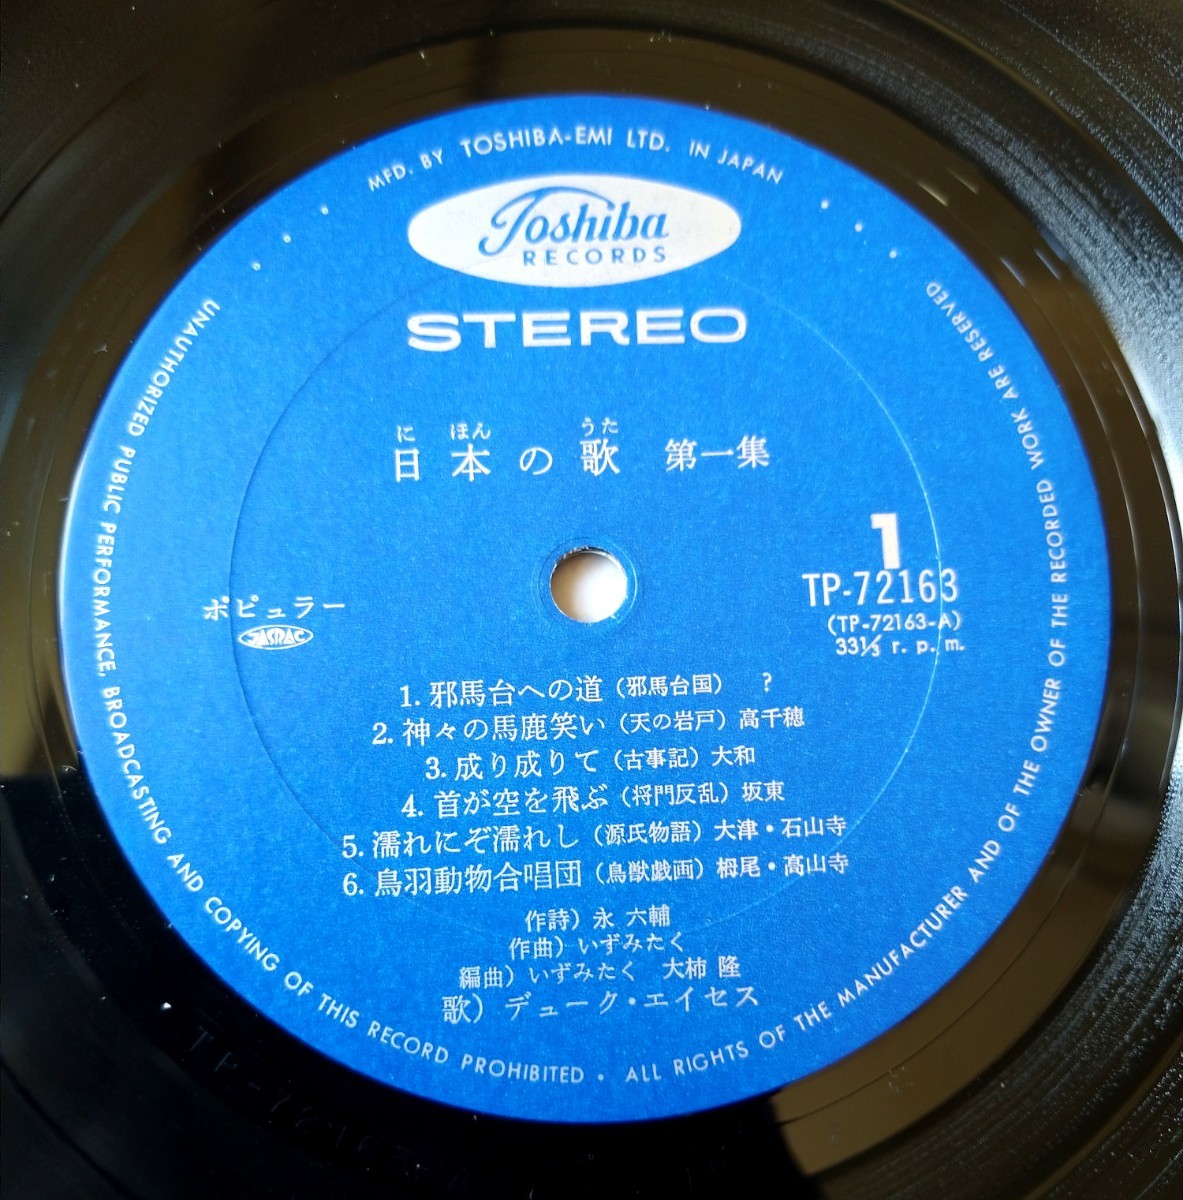 MFD. BY TOSHIBA-EMI LTD. IN JAPAN
Toshiba
RECORDS
STEREO
に ほん うた
日本の歌 第一集
1
TP-72163
(TP-72163-A)
33⅓ r. p. m.
ポピュラー
JASRAC
1. 邪馬台への道（邪馬台国） ?
2. 神々の馬鹿笑い（天の岩戸）高千穂
3. 成り成りて（古事記）大和
4. 首が空を飛ぶ（将門反乱）坂東
5. 濡れにぞ濡れし（源氏物語）大津・石山寺
6. 鳥羽動物合唱団（鳥獣戯画）栂尾・高山寺
作詩）永 六輔
作曲）いずみたく
編曲）いずみたく 大柿 隆
歌）デューク・エイセス
UNAUTHORIZED PUBLIC PERFORMANCE, BROADCASTING AND COPYING OF THIS RECORD PROHIBITED • ALL RIGHTS OF THE MANUFACTURER AND OF THE OWNER OF THE RECORDED WORK ARE RESERVED